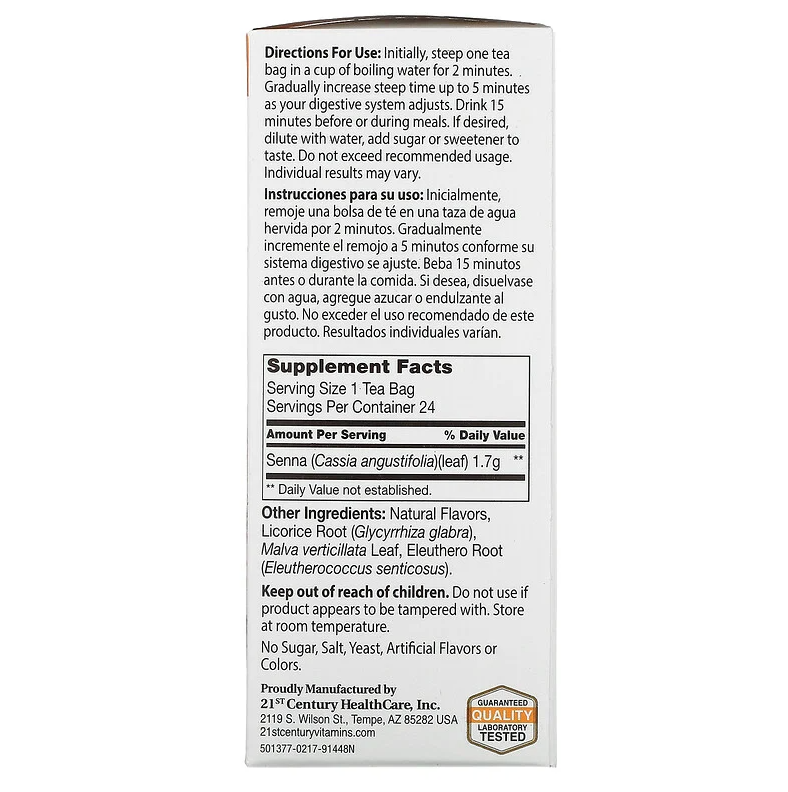 Directions For Use: Initially, steep one tea
bag in a cup of boiling water for 2 minutes.
Gradually increase steep time up to 5 minutes
as your digestive system adjusts. Drink 15
minutes before or during meals. If desired,
dilute with water, add sugar or sweetener to
taste. Do not exceed recommended usage.
Individual results may vary.
Instrucciones para su uso: Inicialmente,
remoje una bolsa de té en una taza de agua
hervida por 2 minutos. Gradualmente
incremente el remojo a 5 minutos conforme su
sistema digestivo se ajuste. Beba 15 minutos
antes o durante la comida. Si desea, disuelvase
con agua, agregue azucar o endulzante al
gusto. No exceder el uso recomendado de este
producto. Resultados individuales varían.
Supplement Facts
Serving Size 1 Tea Bag
Servings Per Container 24
Amount Per Serving % Daily Value
Senna (Cassia angustifolia)(leaf) 1.7g **
** Daily Value not established.
Other Ingredients: Natural Flavors,
Licorice Root (Glycyrrhiza glabra),
Malva verticillata Leaf, Eleuthero Root
(Eleutherococcus senticosus).
Keep out of reach of children. Do not use if
product appears to be tampered with. Store
at room temperature.
No Sugar, Salt, Yeast, Artificial Flavors or
Colors.
Proudly Manufactured by
21ST Century HealthCare, Inc.
2119 S. Wilson St., Tempe, AZ 85282 USA
21stcenturyvitamins.com
501377-0217-91448N
GUARANTEED
QUALITY
LABORATORY
TESTED